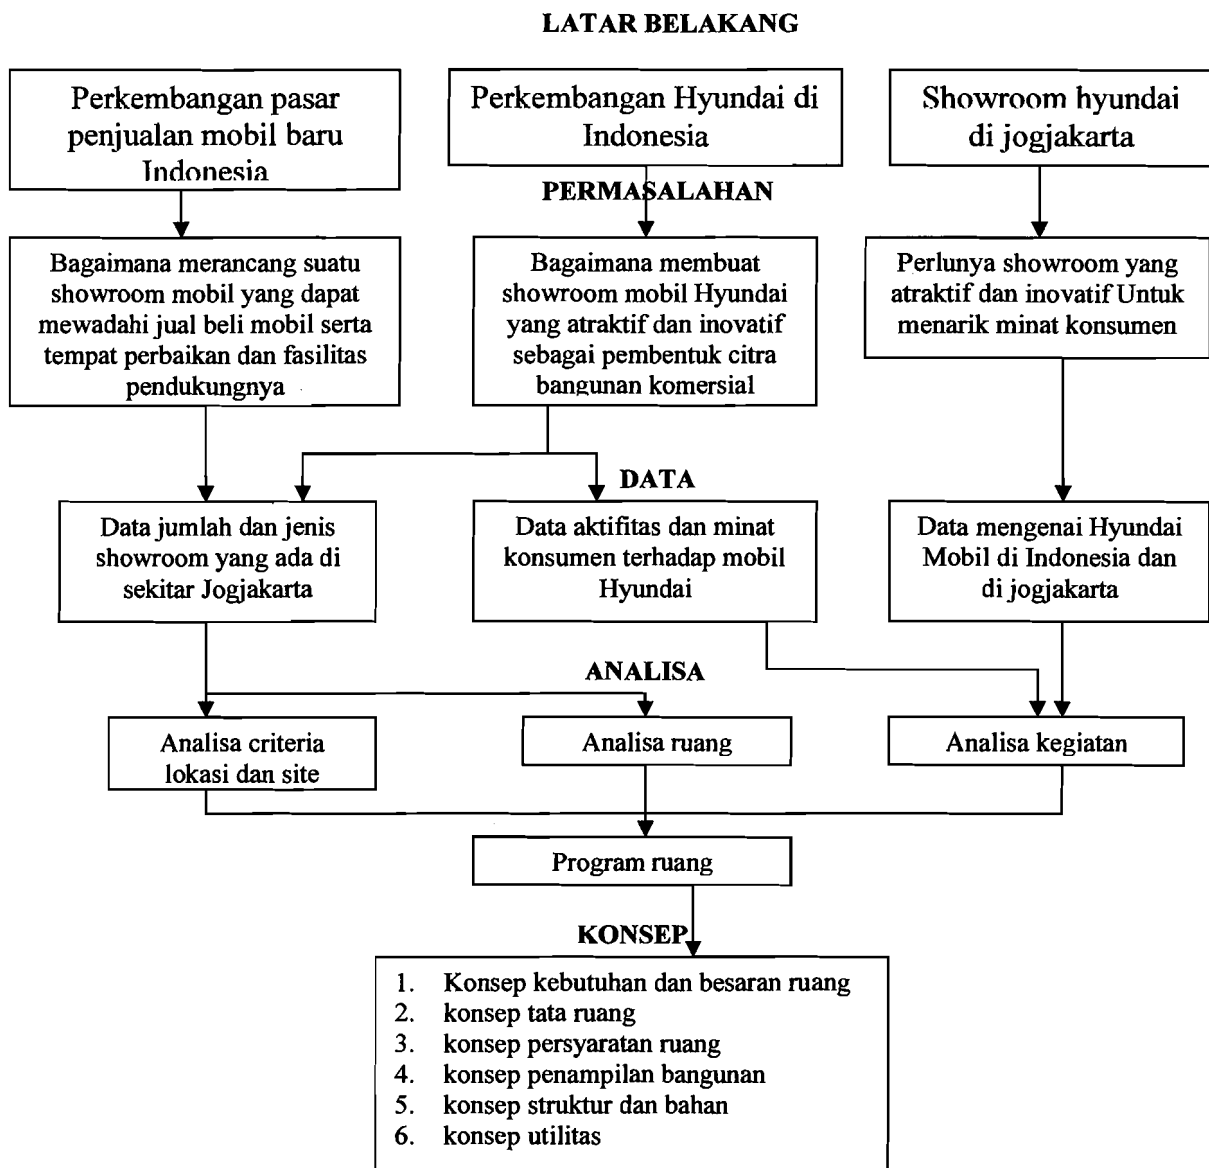 LATAR BELAKANG
Perkembangan pasar
penjualan mobil baru
Indonesia
Perkembangan Hyundai di
Indonesia
Showroom hyundai
di jogjakarta
PERMASALAHAN
Bagaimana merancang suatu
showroom mobil yang dapat
mewadahi jual beli mobil serta
tempat perbaikan dan fasilitas
pendukungnya
Bagaimana membuat
showroom mobil Hyundai
yang atraktif dan inovatif
sebagai pembentuk citra
bangunan komersial
Perlunya showroom yang
atraktif dan inovatif Untuk
menarik minat konsumen
DATA
Data jumlah dan jenis
showroom yang ada di
sekitar Jogjakarta
Data aktifitas dan minat
konsumen terhadap mobil
Hyundai
Data mengenai Hyundai
Mobil di Indonesia dan
di jogjakarta
ANALISA
Analisa criteria
lokasi dan site
Analisa ruang
Analisa kegiatan
Program ruang
KONSEP
1. Konsep kebutuhan dan besaran ruang
2. konsep tata ruang
3. konsep persyaratan ruang
4. konsep penampilan bangunan
5. konsep struktur dan bahan
6. konsep utilitas